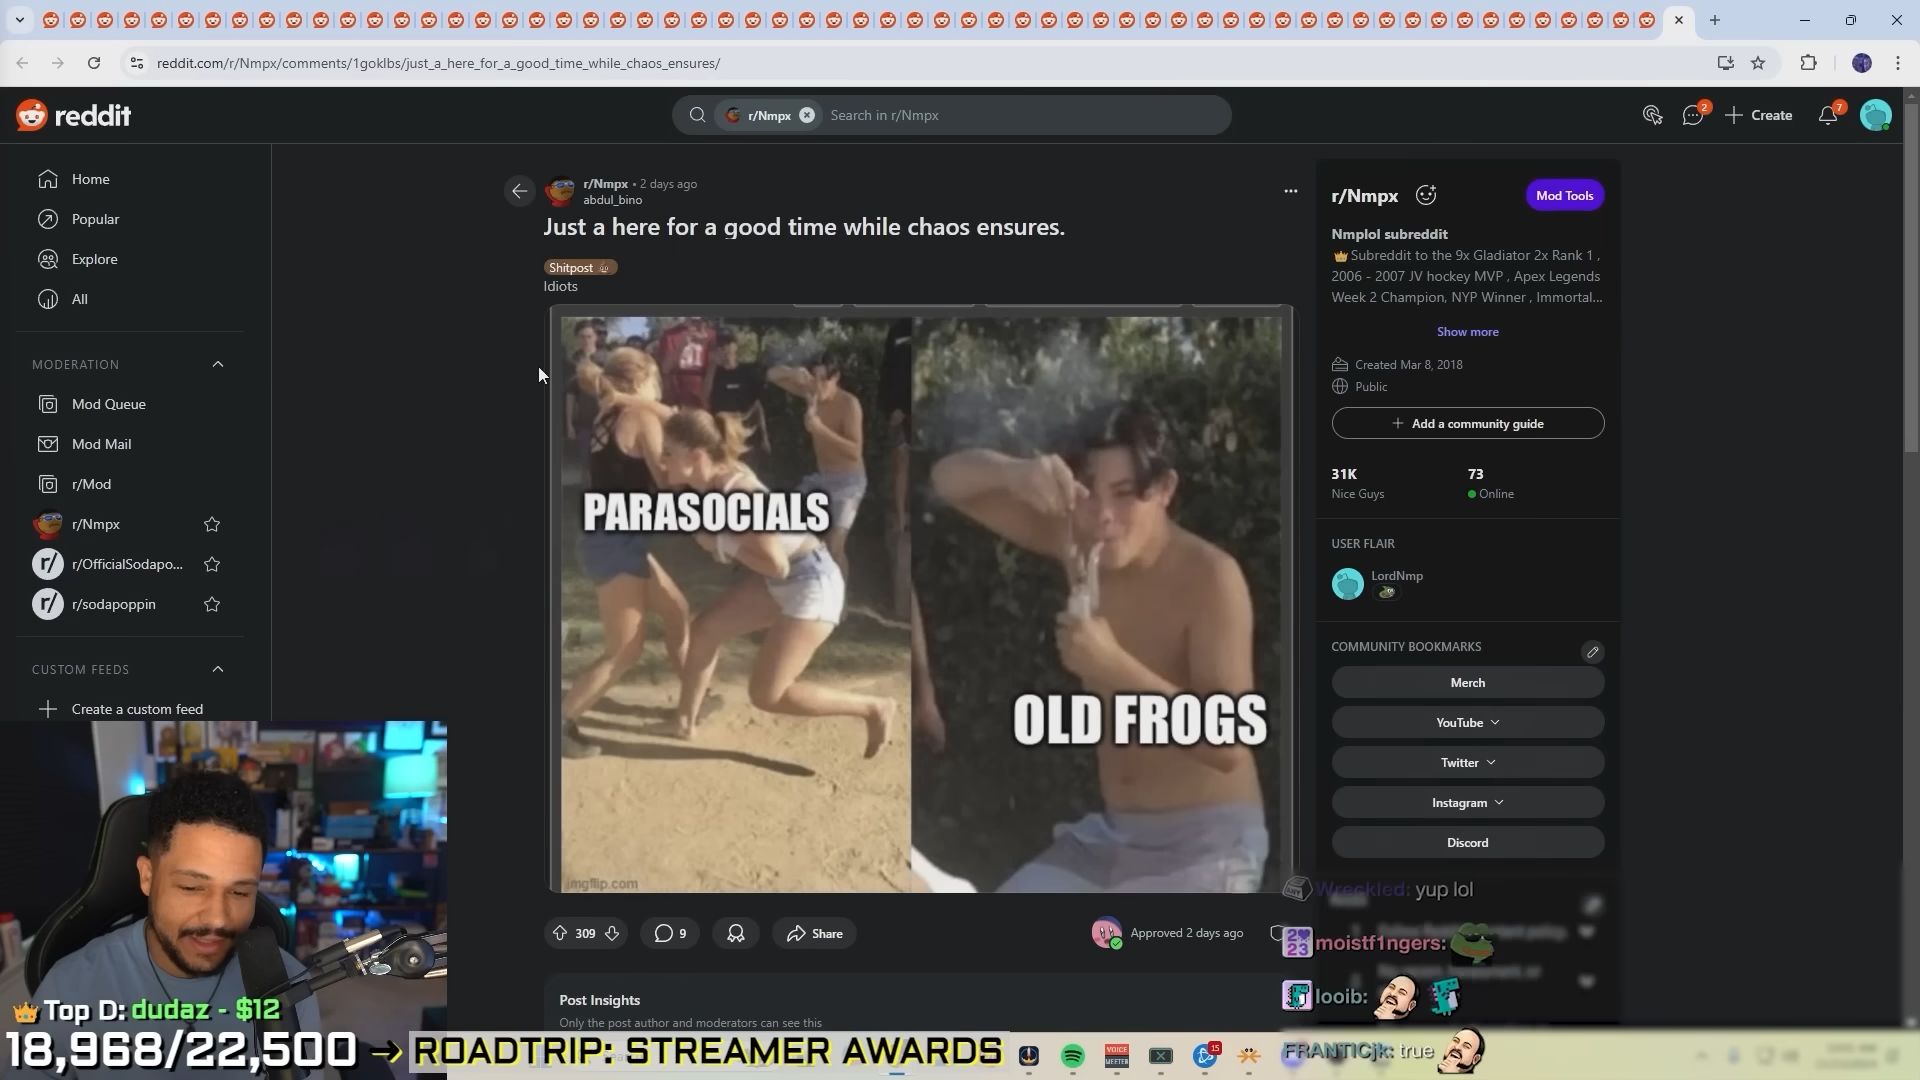 reddit.com/r/Nmpx/comments/1goklbs/just_a_here_for_a_good_time_while_chaos_ensures/
reddit
r/Nmpx
Search in r/Nmpx
2
Create
7
Home
Popular
Explore
All
MODERATION
Mod Queue
Mod Mail
r/Mod
r/Nmpx
r/OfficialSodapo...
r/sodapoppin
CUSTOM FEEDS
Create a custom feed
r/Nmpx • 2 days ago
abdul_bino
Just a here for a good time while chaos ensures.
Shitpost
Idiots
PARASOCIALS
OLD FROGS
imgflip.com
309
9
Share
Approved 2 days ago
Post Insights
Only the post author and moderators can see this
r/Nmpx
Mod Tools
Nmplol subreddit
Subreddit to the 9x Gladiator 2x Rank 1 ,
2006 - 2007 JV hockey MVP , Apex Legends
Week 2 Champion, NYP Winner , Immortal...
Show more
Created Mar 8, 2018
Public
Add a community guide
31K
Nice Guys
73
Online
USER FLAIR
LordNmp
COMMUNITY BOOKMARKS
Merch
YouTube
Twitter
Instagram
Discord
Wreckled: yup lol
moistf1ngers:
looib:
FRANTICjk: true
Top D: dudaz - $12
18,968/22,500
ROADTRIP: STREAMER AWARDS
VOICE
MEETER
15